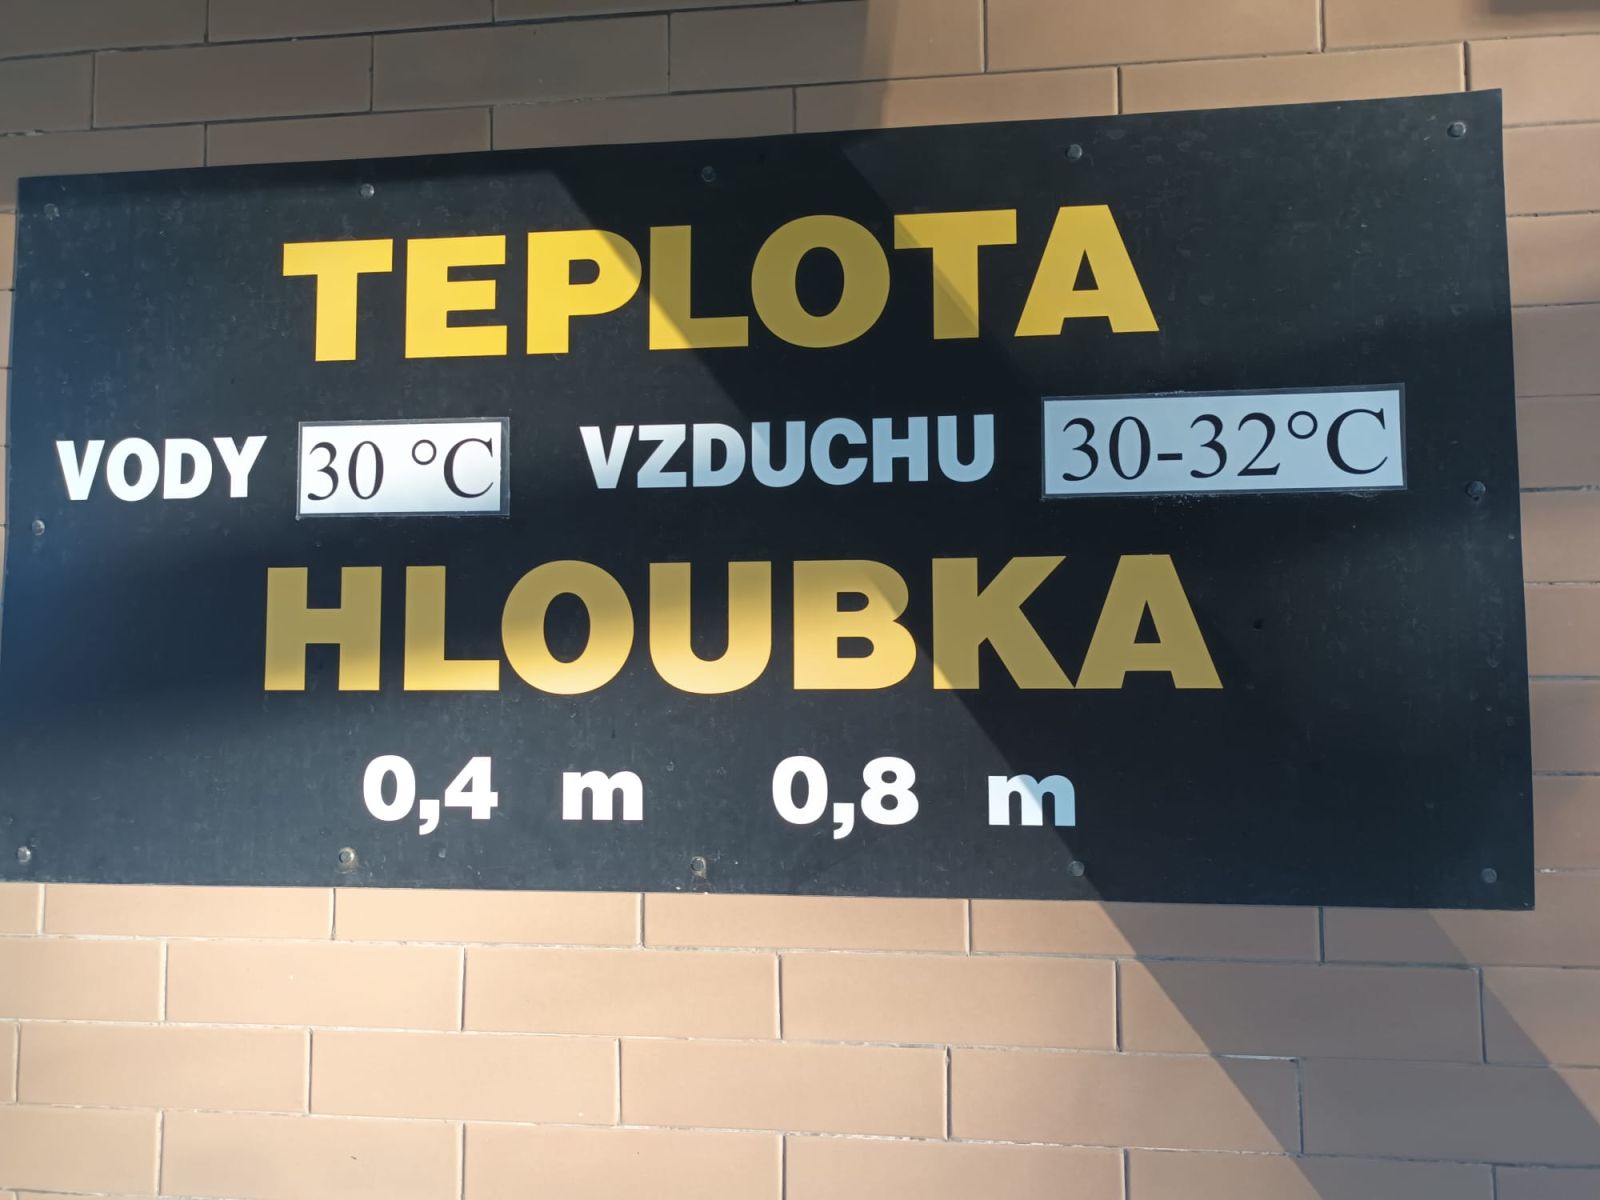 TEPLOTA
VODY 30 °C VZDUCHU 30-32°C
HLOUBKA
0,4 m 0,8 m